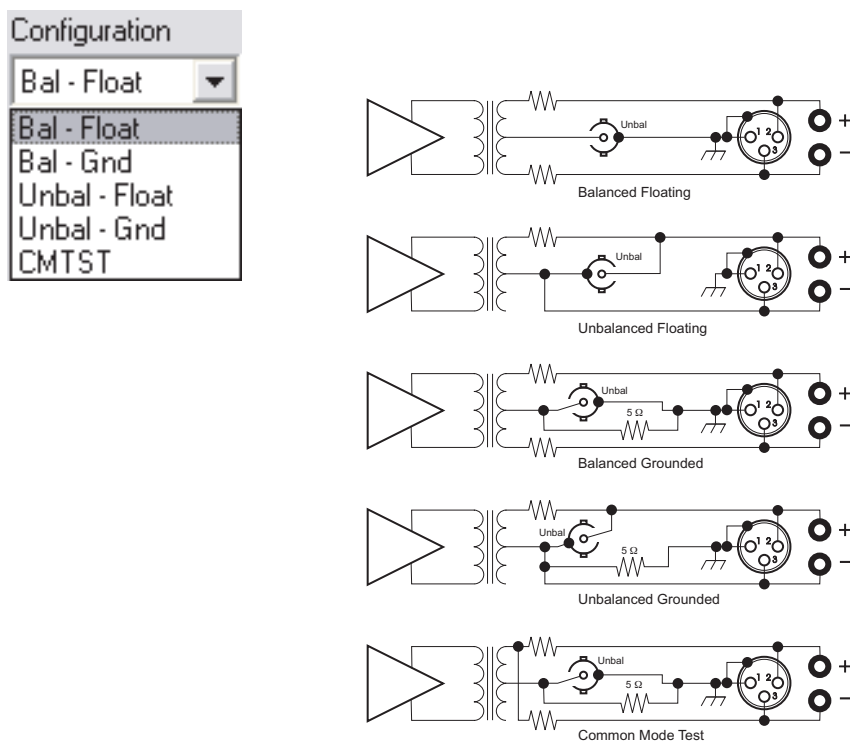 Configuration
Bal - Float
Bal - Float
Bal - Gnd
Unbal - Float
Unbal - Gnd
CMTST
Unbal
1 2
3
+
–
Balanced Floating
Unbal
1 2
3
+
–
Unbalanced Floating
Unbal
5 Ω
1 2
3
+
–
Balanced Grounded
Unbal
5 Ω
1 2
3
+
–
Unbalanced Grounded
Unbal
5 Ω
1 2
3
+
–
Common Mode Test